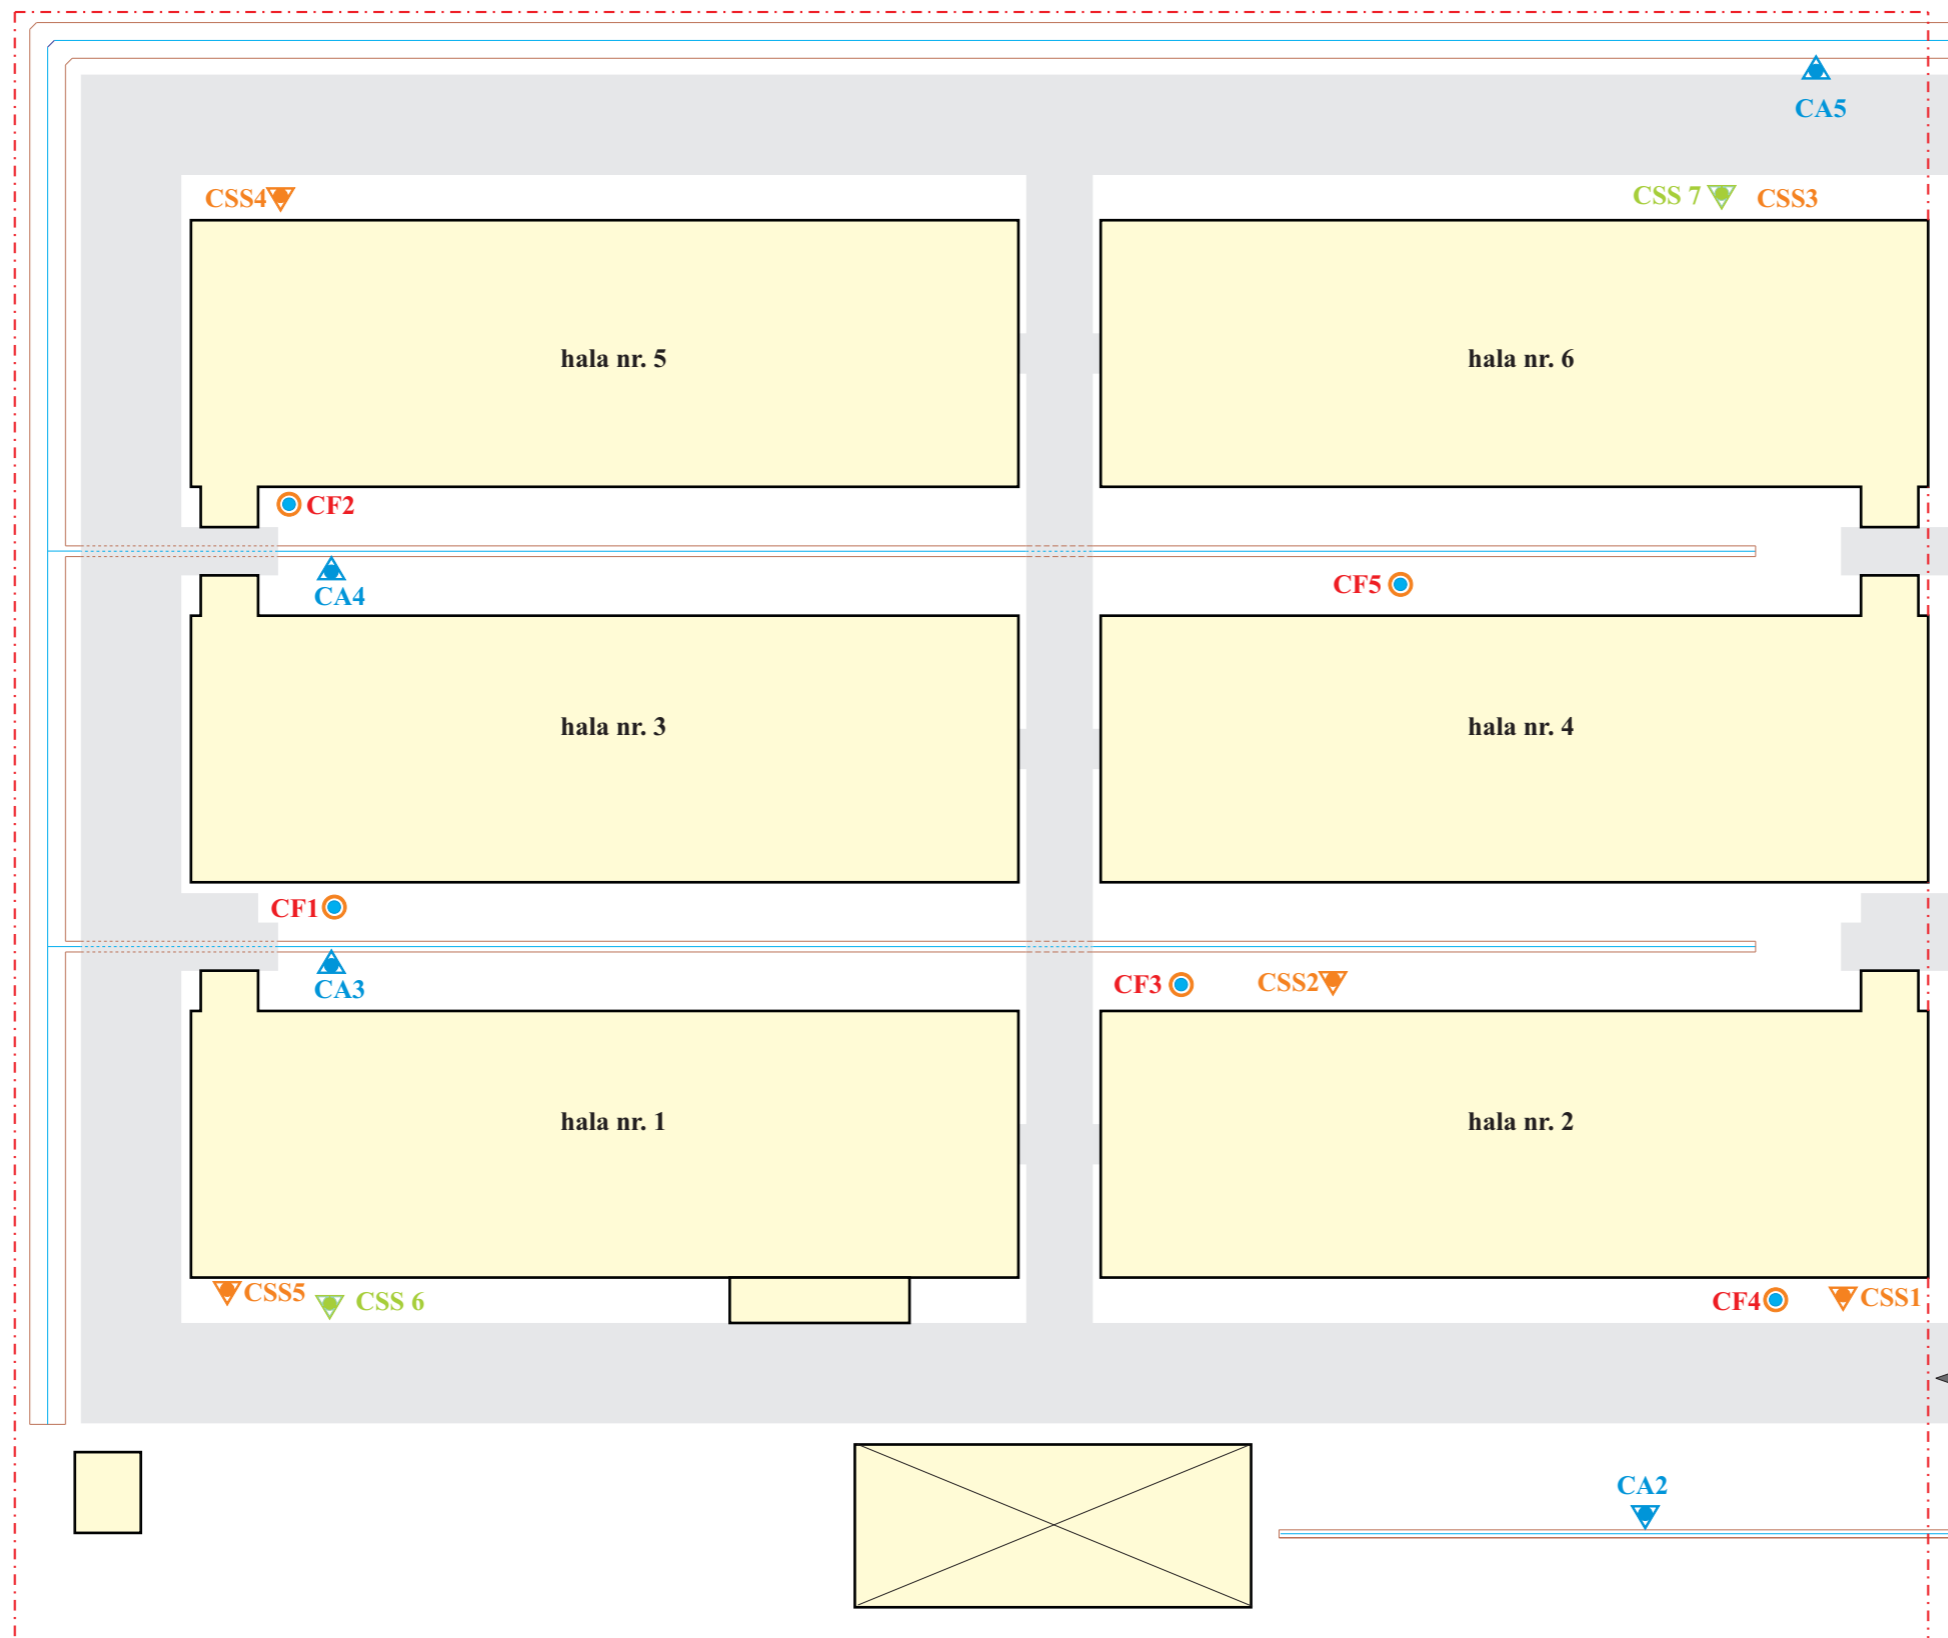 CA5
CSS4
CSS 7
CSS3
hala nr. 5
hala nr. 6
CF2
CA4
CF5
hala nr. 3
hala nr. 4
CF1
CA3
CF3
CSS2
hala nr. 1
hala nr. 2
CSS5
CSS 6
CF4
CSS1
CA2